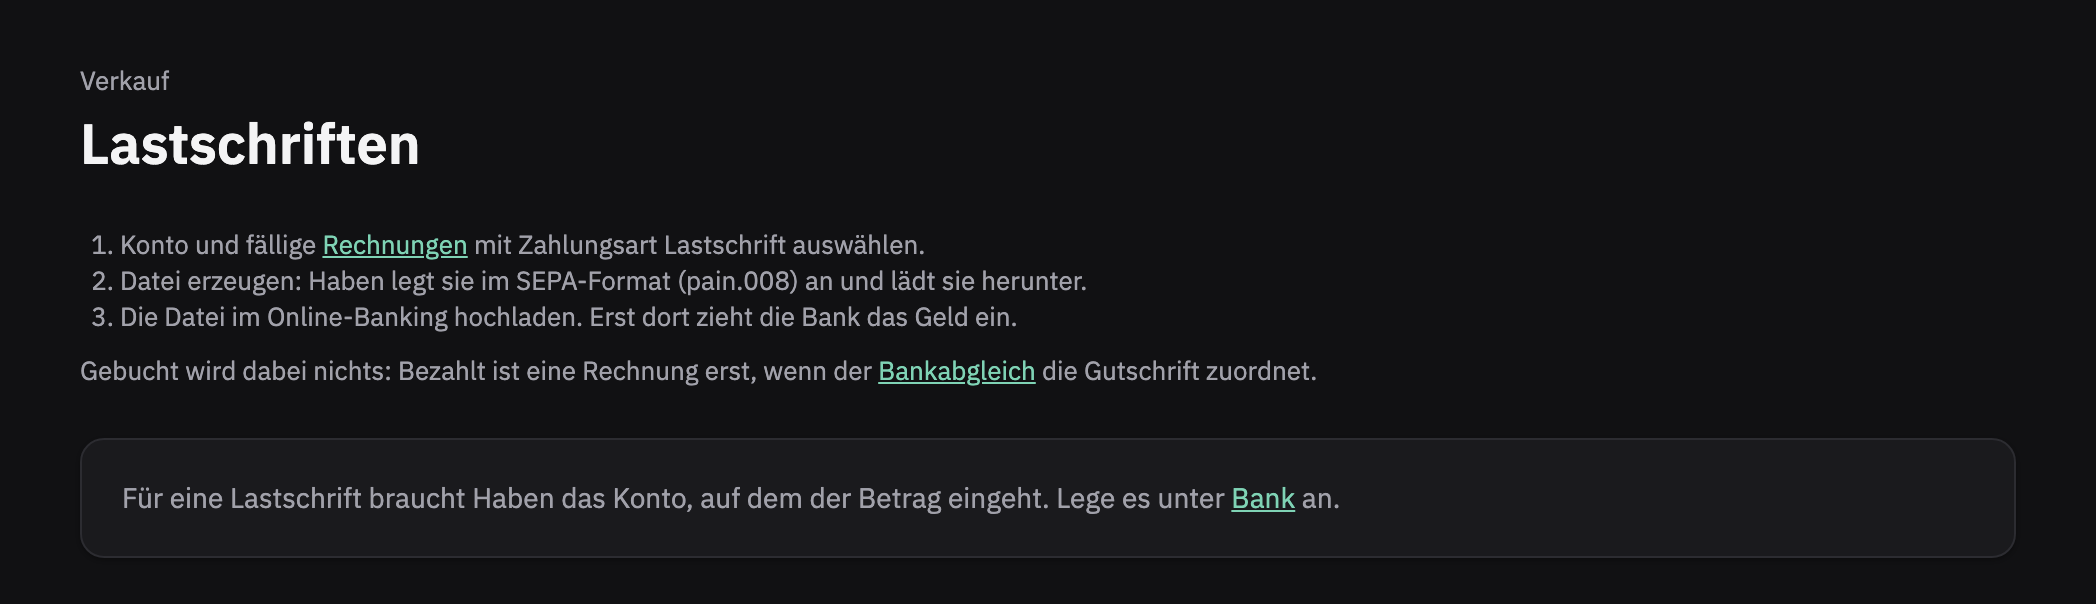 Verkauf
Lastschriften
1. Konto und fällige Rechnungen mit Zahlungsart Lastschrift auswählen.
2. Datei erzeugen: Haben legt sie im SEPA-Format (pain.008) an und lädt sie herunter.
3. Die Datei im Online-Banking hochladen. Erst dort zieht die Bank das Geld ein.
Gebucht wird dabei nichts: Bezahlt ist eine Rechnung erst, wenn der Bankabgleich die Gutschrift zuordnet.
Für eine Lastschrift braucht Haben das Konto, auf dem der Betrag eingeht. Lege es unter Bank an.